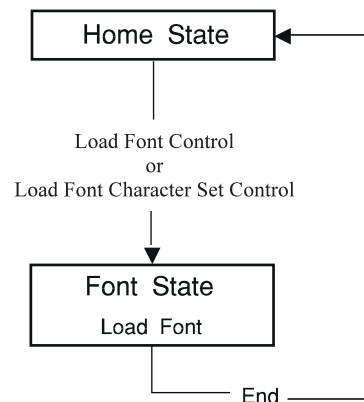 Home State
Load Font Control
or
Load Font Character Set Control
Font State
Load Font
End